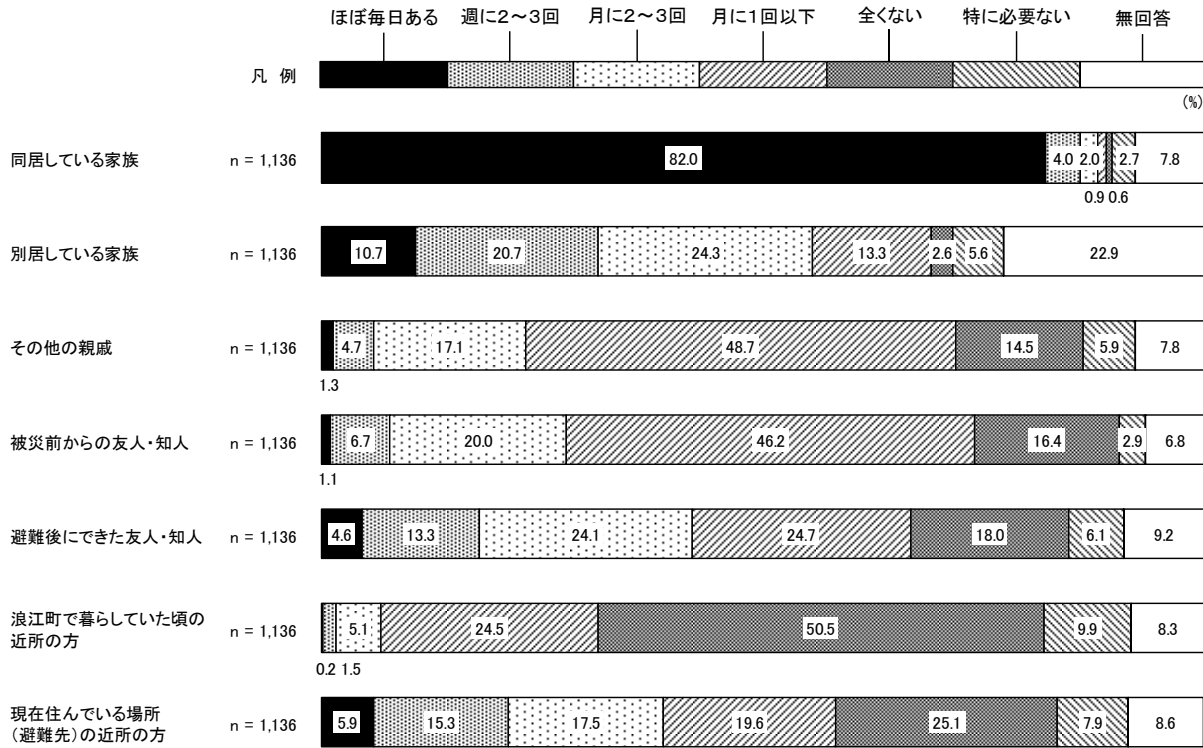 ほぼ毎日ある 週に2～3回 月に2～3回 月に1回以下 全くない 特に必要ない 無回答
凡 例
(%)
同居している家族 n = 1,136 82.0 4.0 2.0 2.7 7.8
0.9 0.6
別居している家族 n = 1,136 10.7 20.7 24.3 13.3 2.6 5.6 22.9
その他の親戚 n = 1,136 4.7 17.1 48.7 14.5 5.9 7.8
1.3
被災前からの友人・知人 n = 1,136 6.7 20.0 46.2 16.4 2.9 6.8
1.1
避難後にできた友人・知人 n = 1,136 4.6 13.3 24.1 24.7 18.0 6.1 9.2
浪江町で暮らしていた頃の
近所の方 n = 1,136 5.1 24.5 50.5 9.9 8.3
0.2 1.5
現在住んでいる場所
（避難先）の近所の方 n = 1,136 5.9 15.3 17.5 19.6 25.1 7.9 8.6